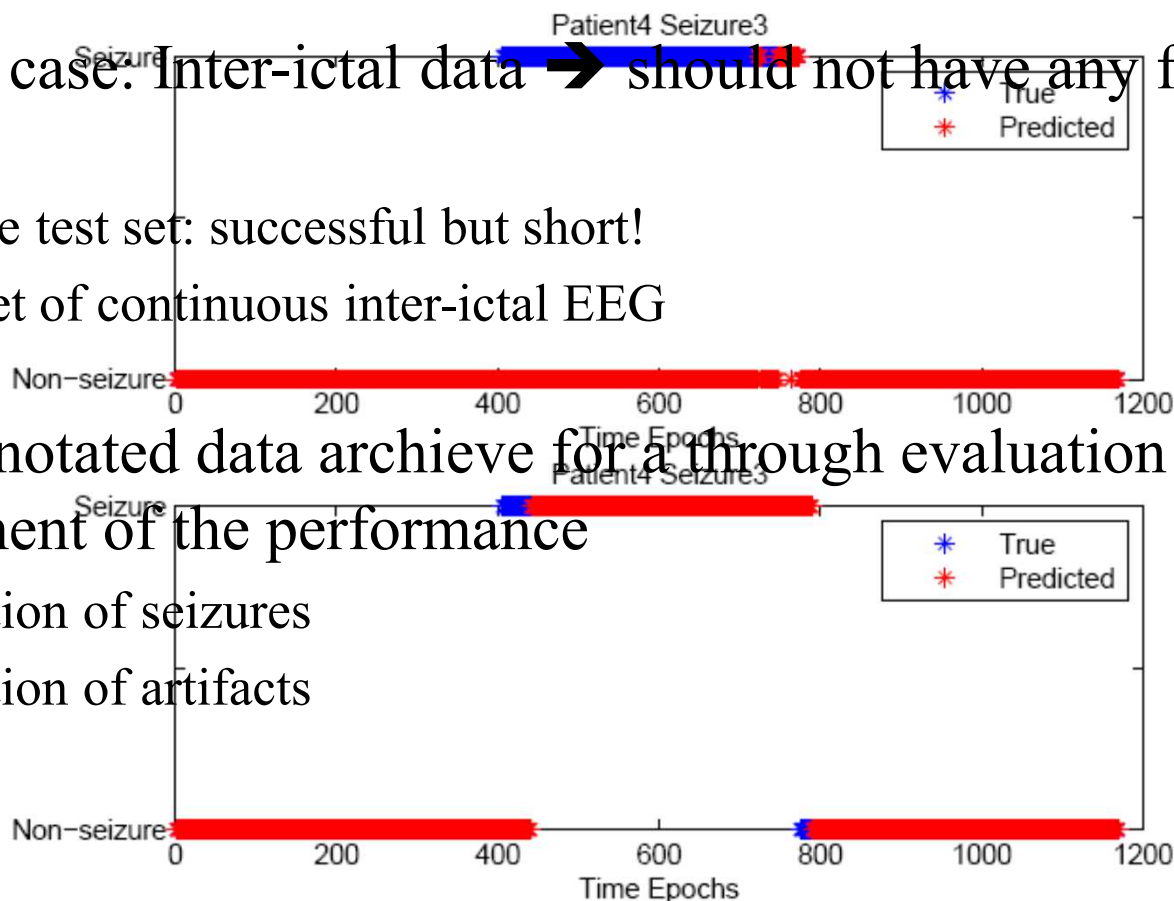 Patient4 Seizure3
Seizure
case: Inter-ictal data ➔ should not have any f
True
Predicted
e test set: successful but short!
et of continuous inter-ictal EEG
Non-seizure
0 200 400 600 800 1000 1200
Time Epochs
notated data archieve for a through evaluation
Patient4 Seizure3
Seizure
nent of the performance
True
Predicted
tion of seizures
tion of artifacts
Non-seizure
0 200 400 600 800 1000 1200
Time Epochs